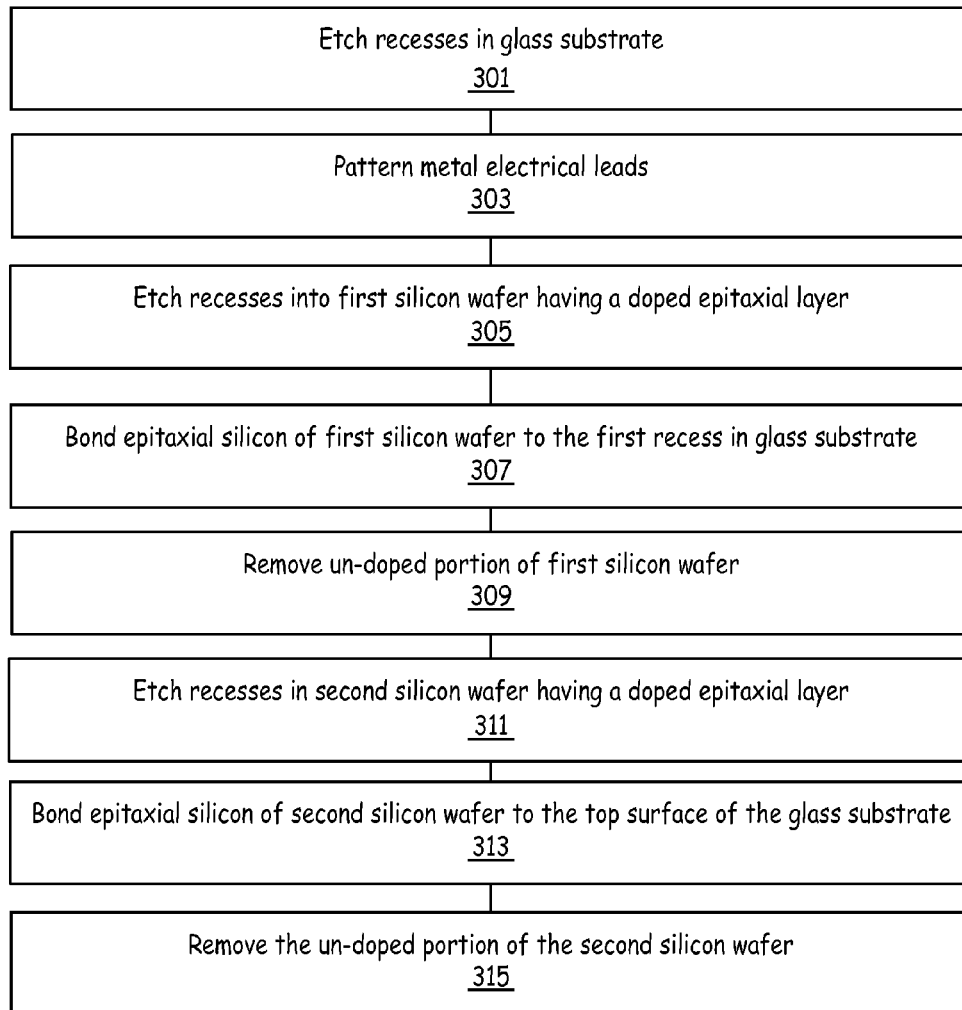 Etch recesses in glass substrate
301
Pattern metal electrical leads
303
Etch recesses into first silicon wafer having a doped epitaxial layer
305
Bond epitaxial silicon of first silicon wafer to the first recess in glass substrate
307
Remove un-doped portion of first silicon wafer
309
Etch recesses in second silicon wafer having a doped epitaxial layer
311
Bond epitaxial silicon of second silicon wafer to the top surface of the glass substrate
313
Remove the un-doped portion of the second silicon wafer
315